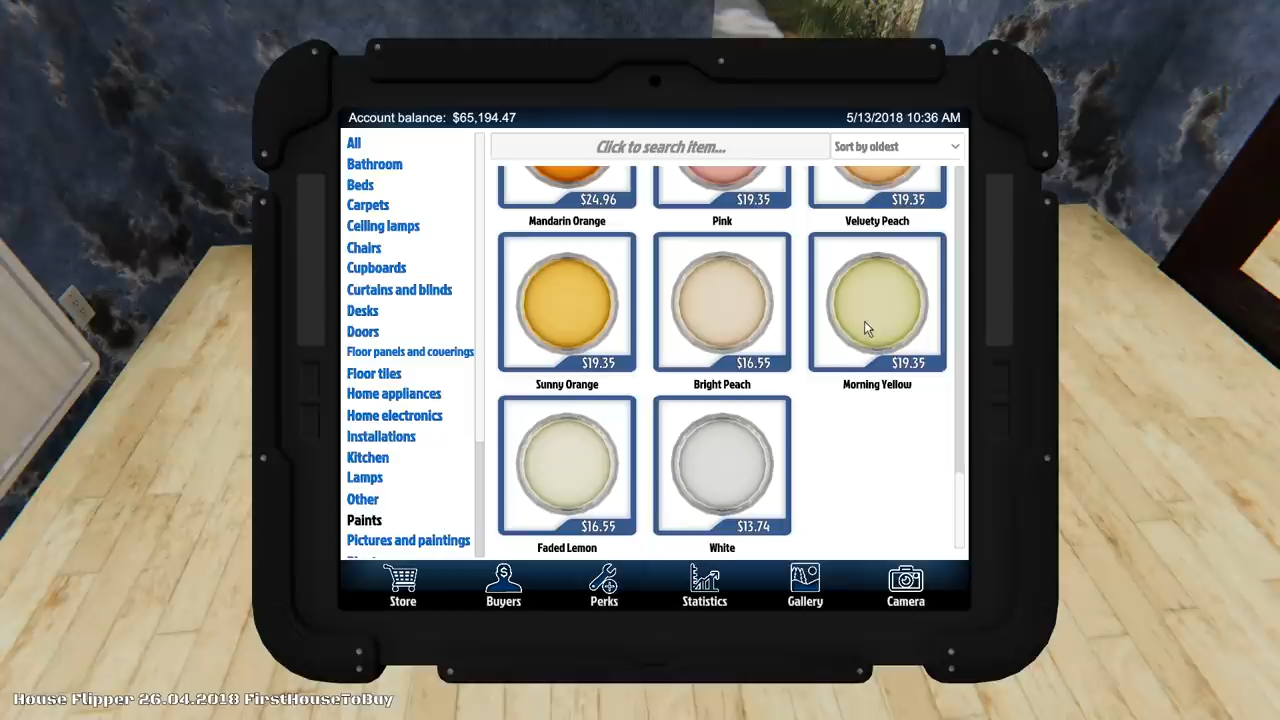 Account balance: $65,194.47
5/13/2018 10:36 AM
All
Bathroom
Beds
Carpets
Ceiling lamps
Chairs
Cupboards
Curtains and blinds
Desks
Doors
Floor panels and coverings
Floor tiles
Home appliances
Home electronics
Installations
Kitchen
Lamps
Other
Paints
Pictures and paintings
Click to search item...
Sort by oldest
$24.96
$19.35
$19.35
Mandarin Orange
Pink
Velvety Peach
$19.35
$16.55
$19.35
Sunny Orange
Bright Peach
Morning Yellow
$16.55
$13.74
Faded Lemon
White
Store
Buyers
Perks
Statistics
Gallery
Camera
House Flipper 26.04.2018 FirstHouseToBuy